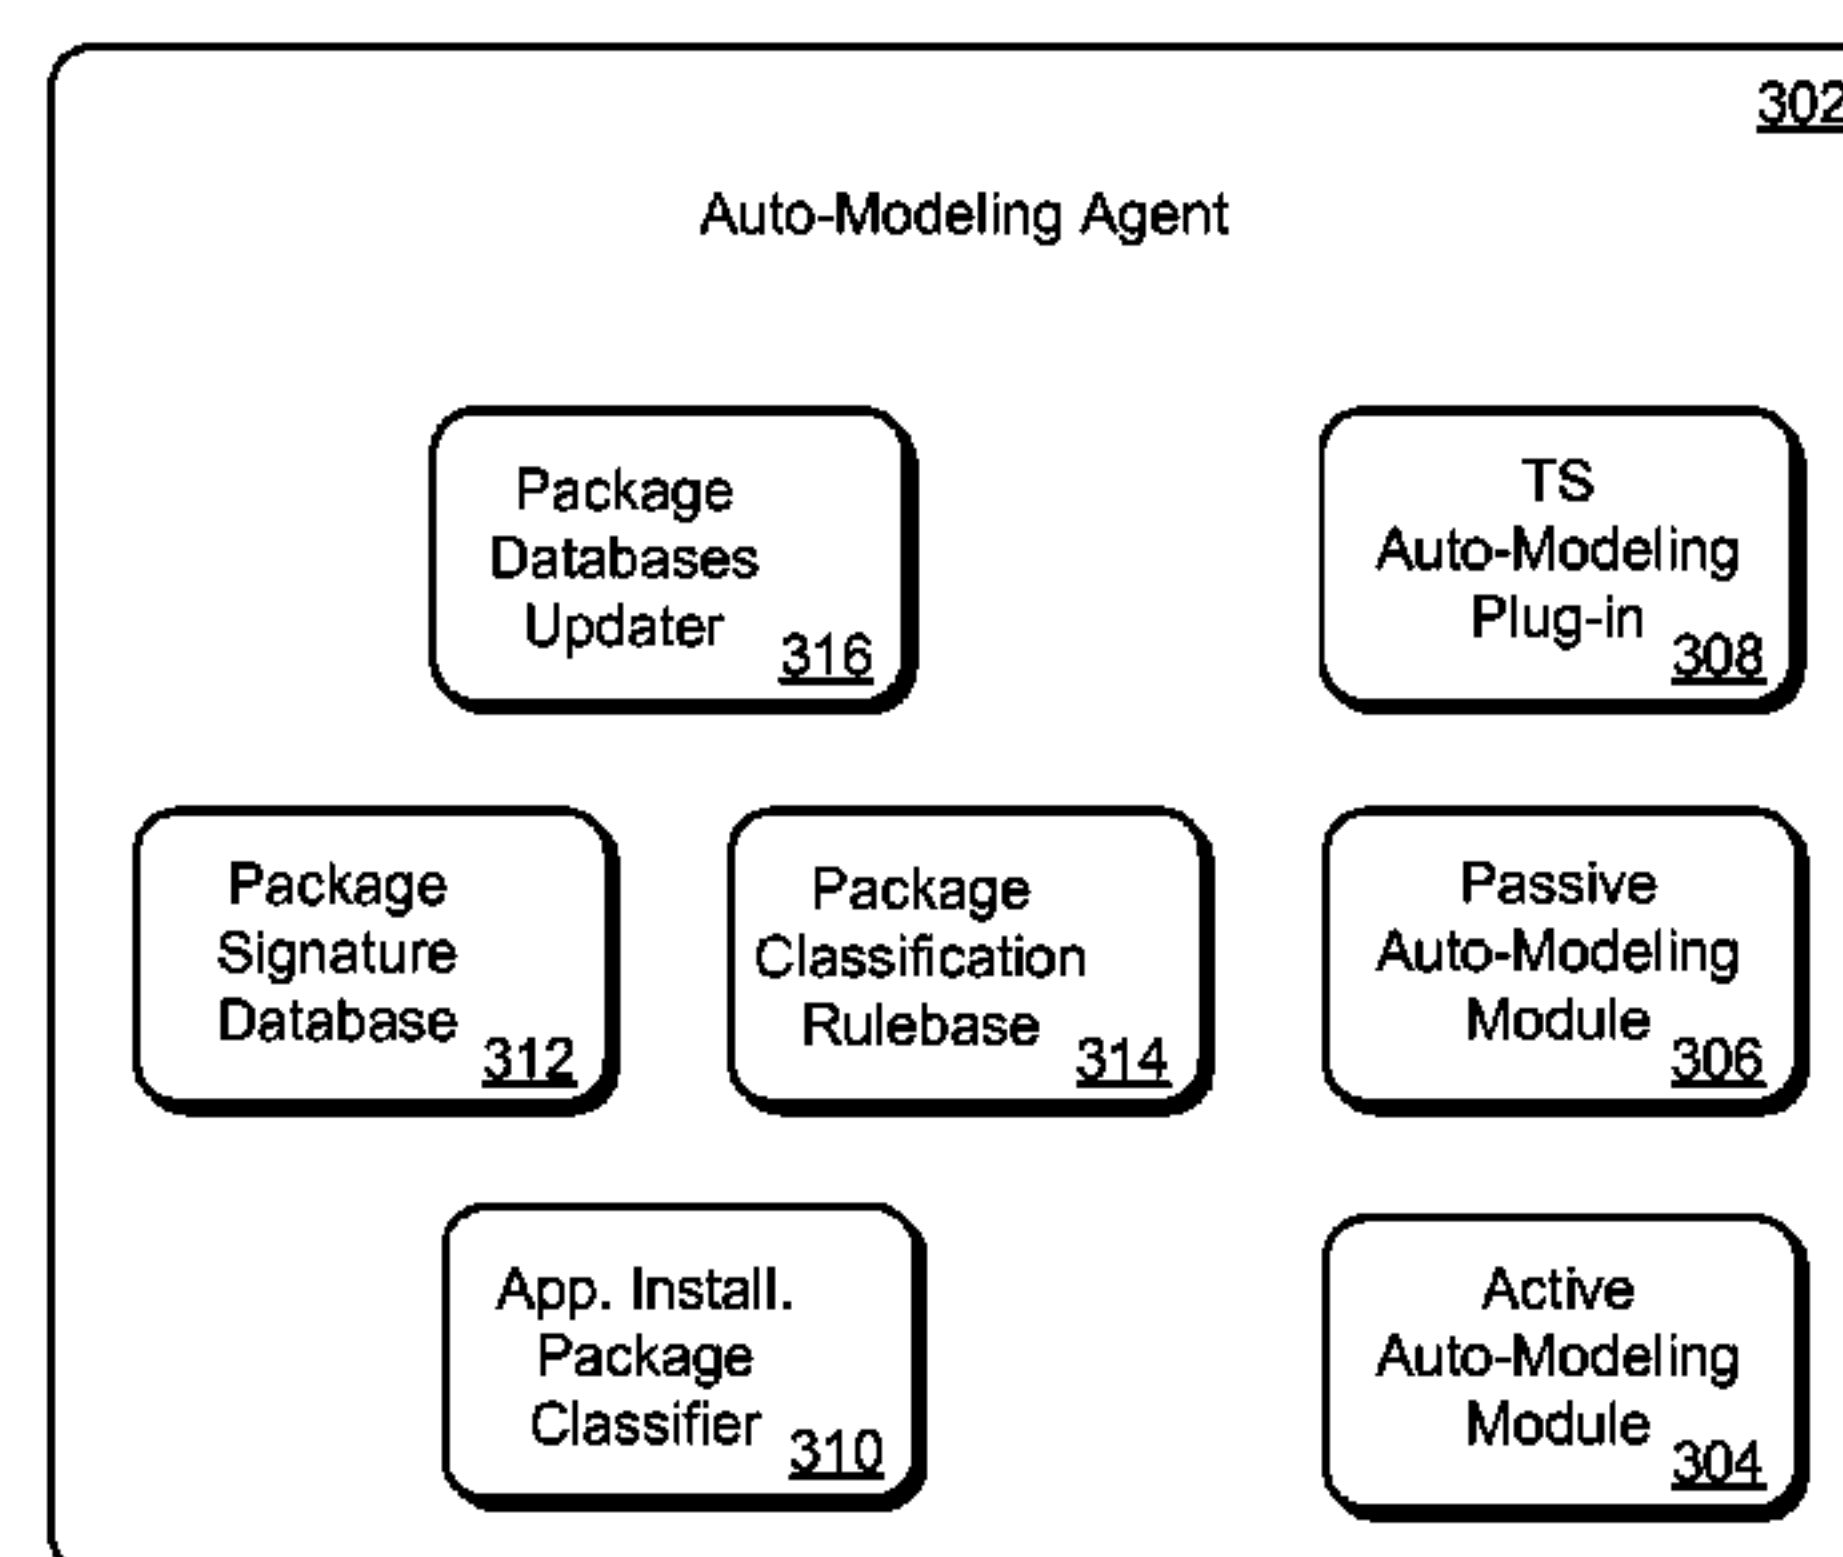 302
Auto-Modeling Agent
Package
Databases
Updater
316
TS
Auto-Modeling
Plug-in
308
Package
Signature
Database
312
Package
Classification
Rulebase
314
Passive
Auto-Modeling
Module
306
App. Install.
Package
Classifier
310
Active
Auto-Modeling
Module
304